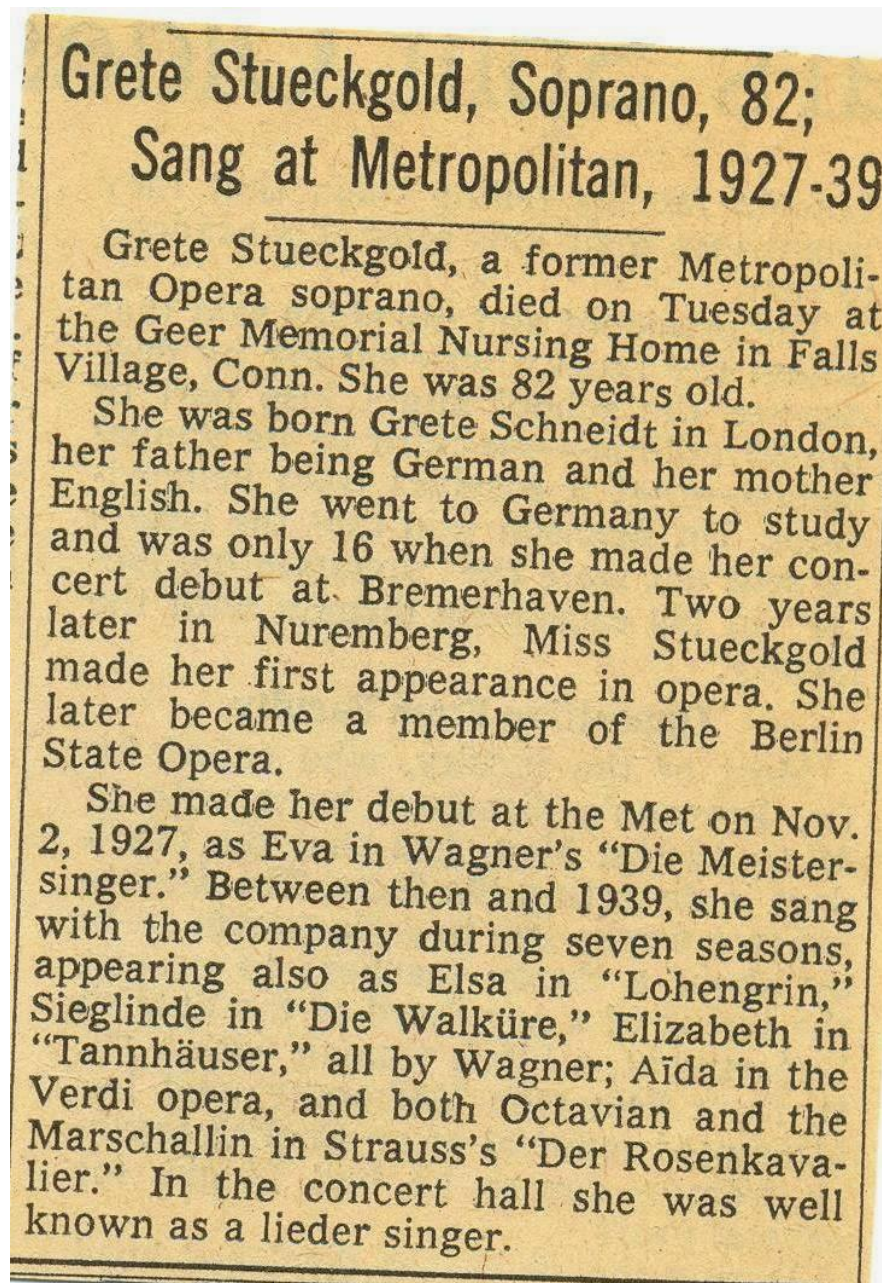 Grete Stueckgold, Soprano, 82;
Sang at Metropolitan, 1927-39
Grete Stueckgold, a former Metropoli-
tan Opera soprano, died on Tuesday at
the Geer Memorial Nursing Home in Falls
Village, Conn. She was 82 years old.
She was born Grete Schneidt in London,
her father being German and her mother
English. She went to Germany to study
and was only 16 when she made her con-
cert debut at Bremerhaven. Two years
later in Nuremberg, Miss Stueckgold
made her first appearance in opera. She
later became a member of the Berlin
State Opera.
She made her debut at the Met on Nov.
2, 1927, as Eva in Wagner's “Die Meister-
singer.” Between then and 1939, she sang
with the company during seven seasons,
appearing also as Elsa in “Lohengrin,”
Sieglinde in “Die Walküre,” Elizabeth in
“Tannhäuser,” all by Wagner; Aïda in the
Verdi opera, and both Octavian and the
Marschallin in Strauss's “Der Rosenkava-
lier.” In the concert hall she was well
known as a lieder singer.